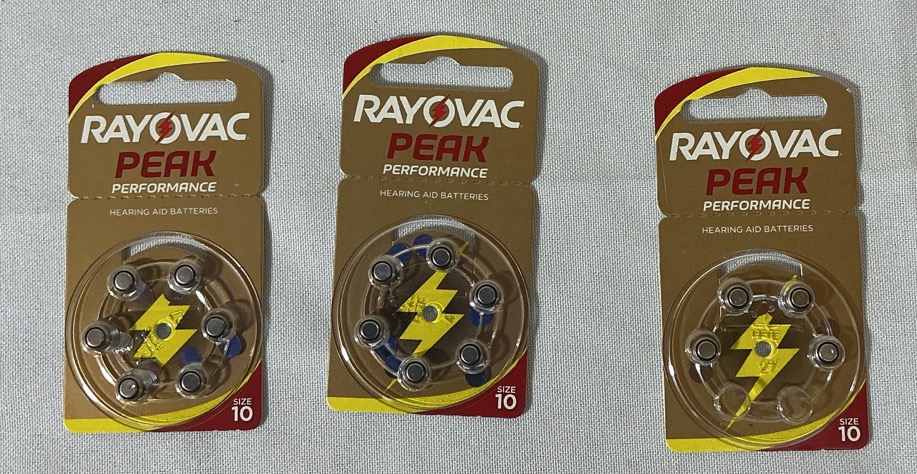 RAYOVAC
PEAK
PERFORMANCE
HEARING AID BATTERIES
SIZE
10
RAYOVAC
PEAK
PERFORMANCE
HEARING AID BATTERIES
SIZE
10
RAYOVAC
PEAK
PERFORMANCE
HEARING AID BATTERIES
SIZE
10